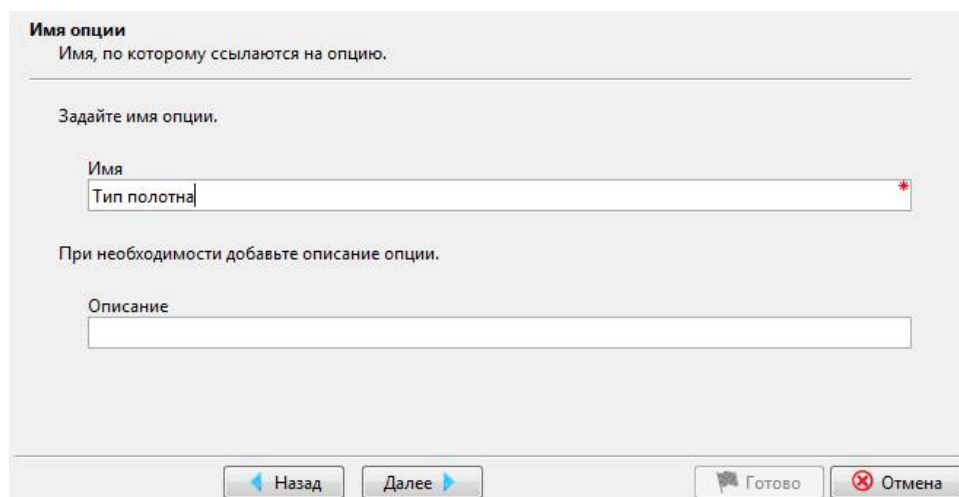 Имя опции
Имя, по которому ссылаются на опцию.
Задайте имя опции.
Имя
Тип полотна
*
При необходимости добавьте описание опции.
Описание
Назад Далее Готово Отмена